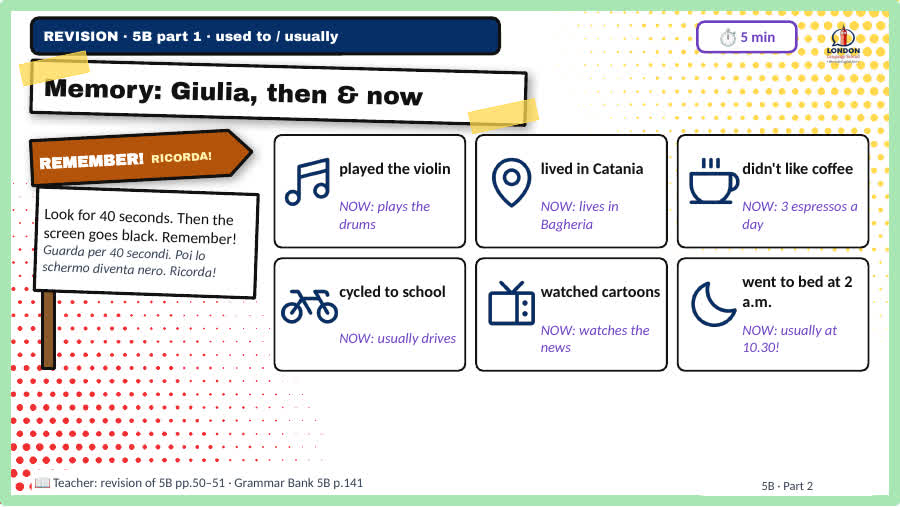 REVISION · 5B part 1 · used to / usually
⏱️ 5 min
LONDON
Memory: Giulia, then & now
REMEMBER! RICORDA!
Look for 40 seconds. Then the
screen goes black. Remember!
Guarda per 40 secondi. Poi lo
schermo diventa nero. Ricorda!
played the violin
NOW: plays the
drums
lived in Catania
NOW: lives in
Bagheria
didn't like coffee
NOW: 3 espressos a
day
cycled to school
NOW: usually drives
watched cartoons
NOW: watches the
news
went to bed at 2
a.m.
NOW: usually at
10.30!
📖 Teacher: revision of 5B pp.50–51 · Grammar Bank 5B p.141
5B · Part 2